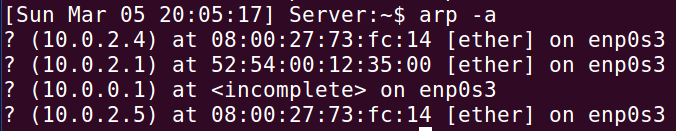 [Sun Mar 05 20:05:17] Server:~$ arp -a
? (10.0.2.4) at 08:00:27:73:fc:14 [ether] on enp0s3
? (10.0.2.1) at 52:54:00:12:35:00 [ether] on enp0s3
? (10.0.0.1) at <incomplete> on enp0s3
? (10.0.2.5) at 08:00:27:73:fc:14 [ether] on enp0s3